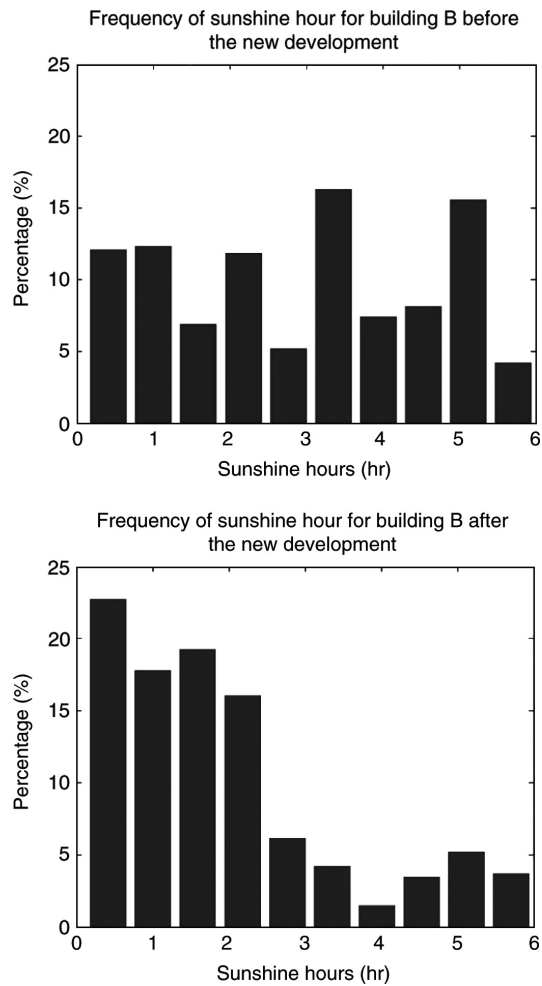 Frequency of sunshine hour for building B before
the new development
25
20
15
10
5
0
Percentage (%)
0 1 2 3 4 5 6
Sunshine hours (hr)
Frequency of sunshine hour for building B after
the new development
25
20
15
10
5
0
Percentage (%)
0 1 2 3 4 5 6
Sunshine hours (hr)